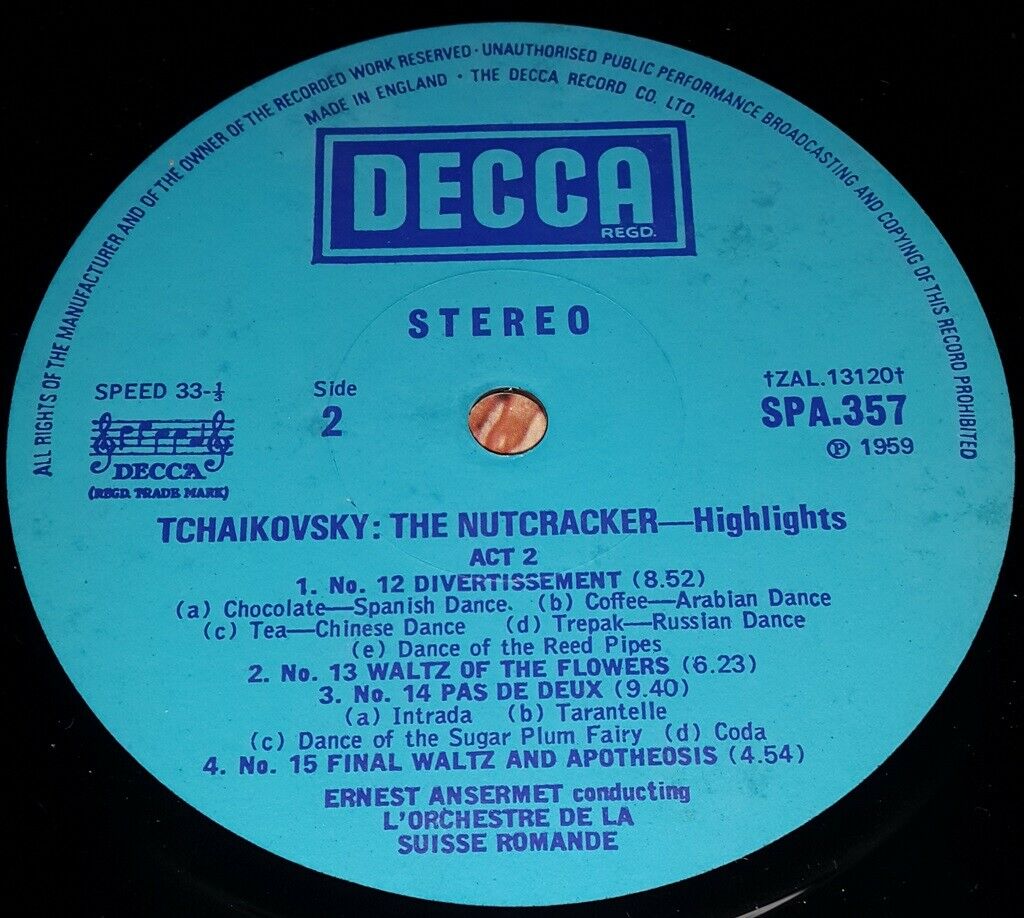 ALL RIGHTS OF THE MANUFACTURER AND OF THE OWNER OF THE RECORDED WORK RESERVED · UNAUTHORISED PUBLIC PERFORMANCE BROADCASTING AND COPYING OF THIS RECORD PROHIBITED
MADE IN ENGLAND · THE DECCA RECORD CO. LTD.
DECCA
REGD.
STEREO
SPEED 33-⅓
DECCA
(REGD. TRADE MARK)
Side
2
†ZAL.13120†
SPA.357
℗ 1959
TCHAIKOVSKY: THE NUTCRACKER—Highlights
ACT 2
1. No. 12 DIVERTISSEMENT (8.52)
(a) Chocolate—Spanish Dance. (b) Coffee—Arabian Dance
(c) Tea—Chinese Dance (d) Trepak—Russian Dance
(e) Dance of the Reed Pipes
2. No. 13 WALTZ OF THE FLOWERS (6.23)
3. No. 14 PAS DE DEUX (9.40)
(a) Intrada (b) Tarantelle
(c) Dance of the Sugar Plum Fairy (d) Coda
4. No. 15 FINAL WALTZ AND APOTHEOSIS (4.54)
ERNEST ANSERMET conducting
L'ORCHESTRE DE LA
SUISSE ROMANDE